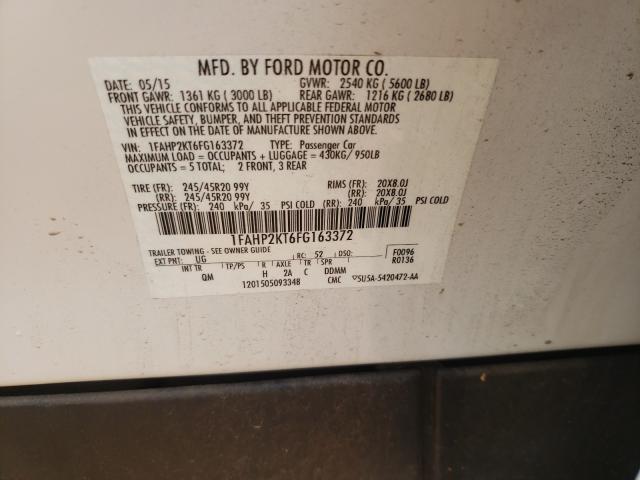 MFD. BY FORD MOTOR CO.
DATE: 05/15 GVWR: 2540 KG ( 5600 LB)
FRONT GAWR: 1361 KG ( 3000 LB) REAR GAWR: 1216 KG ( 2680 LB)
THIS VEHICLE CONFORMS TO ALL APPLICABLE FEDERAL MOTOR
VEHICLE SAFETY, BUMPER, AND THEFT PREVENTION STANDARDS
IN EFFECT ON THE DATE OF MANUFACTURE SHOWN ABOVE.
VIN: 1FAHP2KT6FG163372 TYPE: Passenger Car
MAXIMUM LOAD = OCCUPANTS + LUGGAGE = 430KG/ 950LB
OCCUPANTS = 5 TOTAL; 2 FRONT, 3 REAR
TIRE (FR): 245/45R20 99Y RIMS (FR): 20X8.0J
(RR): 245/45R20 99Y (RR): 20X8.0J
PRESSURE (FR): 240 kPa/ 35 PSI COLD (RR): 240 kPa/ 35 PSI COLD
1FAHP2KT6FG163372
TRAILER TOWING - SEE OWNER GUIDE
EXT PNT: UG RC: 52 DSO: F0096
R0136
INT TR TP/PS R AXLE TR SPR DDMM
QM H 2A C
1201505093348 CMC SU5A-5420472-AA